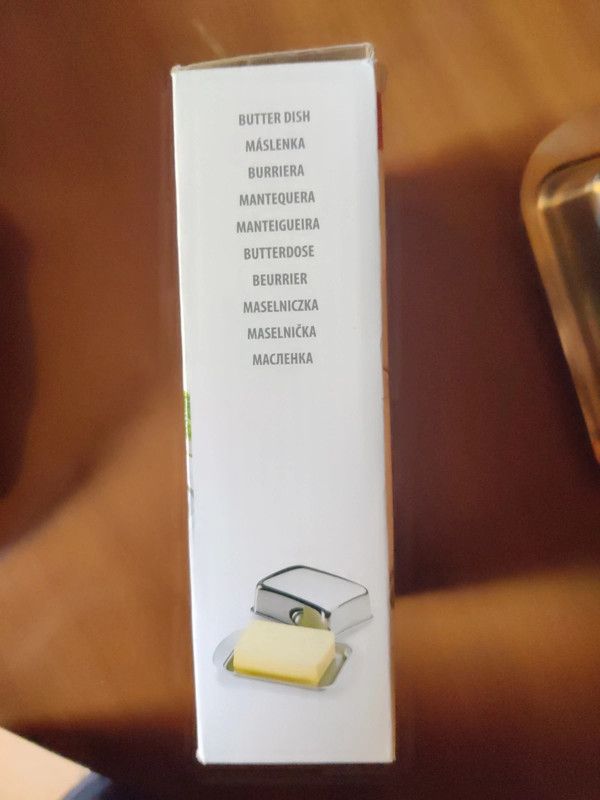 BUTTER DISH
MÁSLENKA
BURRIERA
MANTEQUERA
MANTEIGUEIRA
BUTTERDOSE
BEURRIER
MASELNICZKA
MASELNIČKA
МАСЛЕНКА